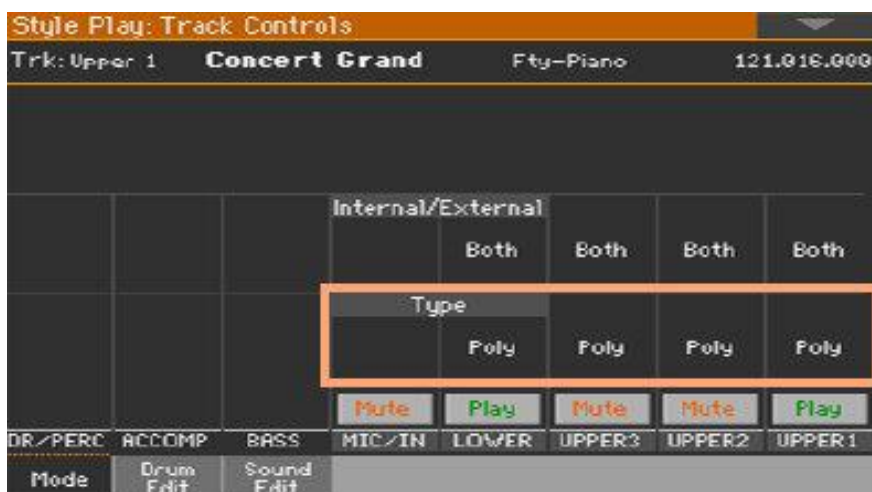 Style Play: Track Controls
Trk: Upper 1 Concert Grand Fty-Piano 121.016.000
Internal/External
Both Both Both Both
Type
Poly Poly Poly Poly
Mute Play Mute Mute Play
DR/PERC ACCOMP BASS MIC/IN LOWER UPPER3 UPPER2 UPPER1
Mode Drum Edit Sound Edit